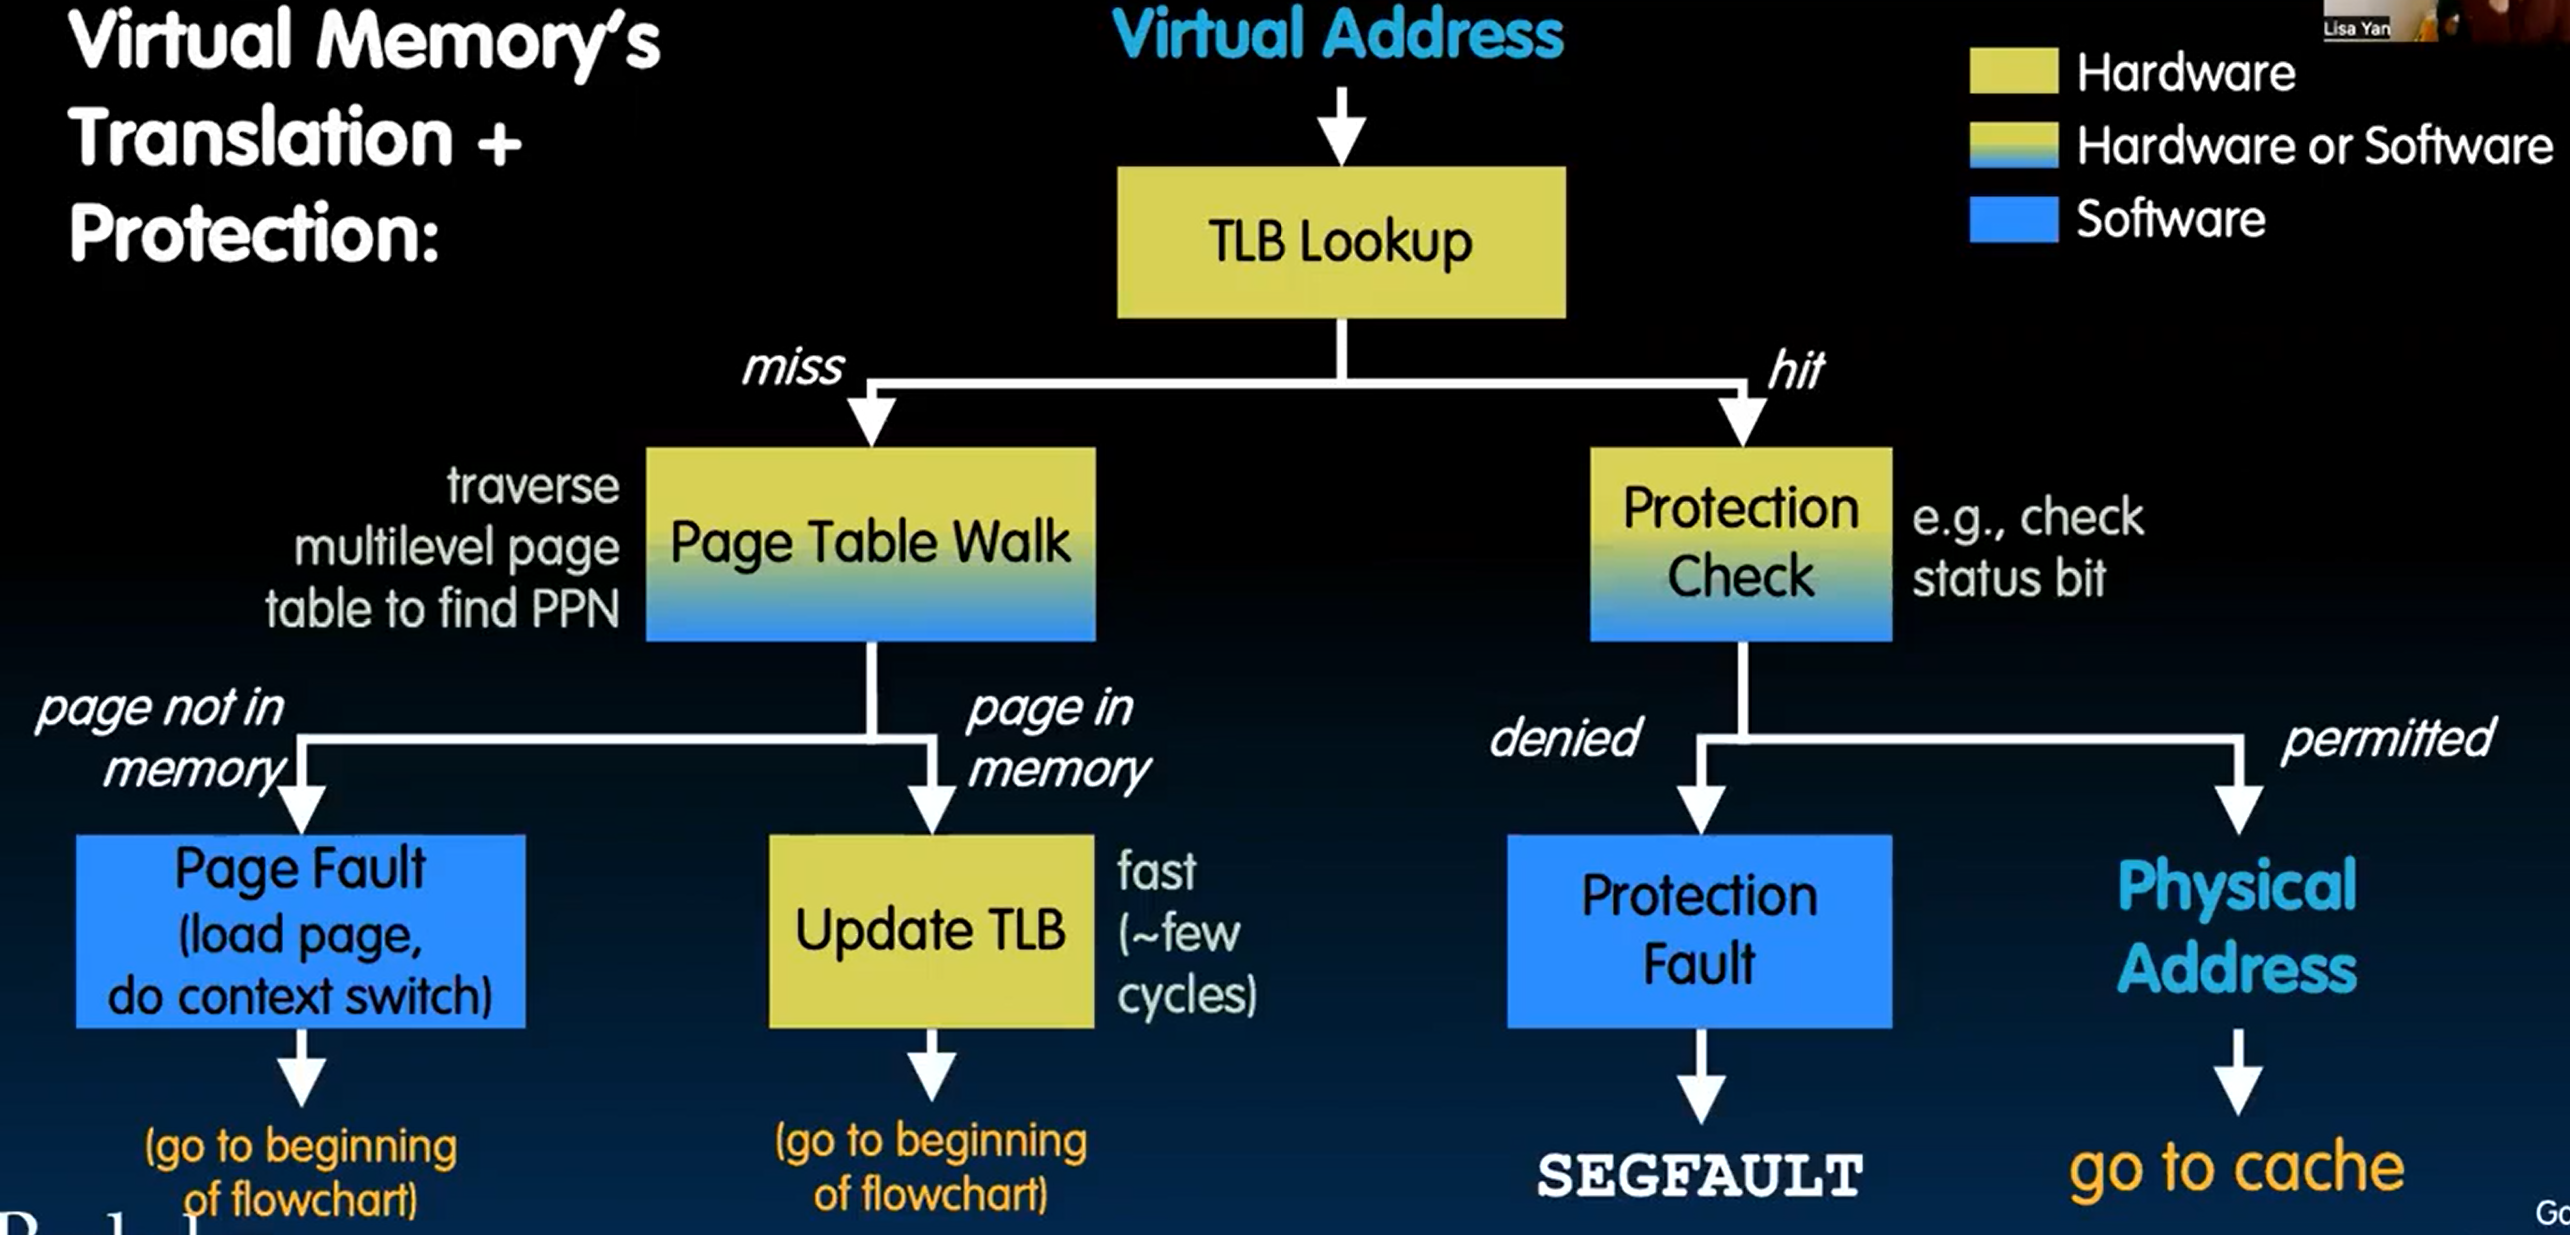 Virtual Memory's
Translation +
Protection:
Virtual Address
Lisa Yan
Hardware
Hardware or Software
Software
TLB Lookup
miss
hit
traverse
multilevel page
table to find PPN
Page Table Walk
Protection
Check
e.g., check
status bit
page not in
memory
page in
memory
denied
permitted
Page Fault
(load page,
do context switch)
Update TLB
fast
(~few
cycles)
Protection
Fault
Physical
Address
(go to beginning
of flowchart)
(go to beginning
of flowchart)
SEGFAULT
go to cache